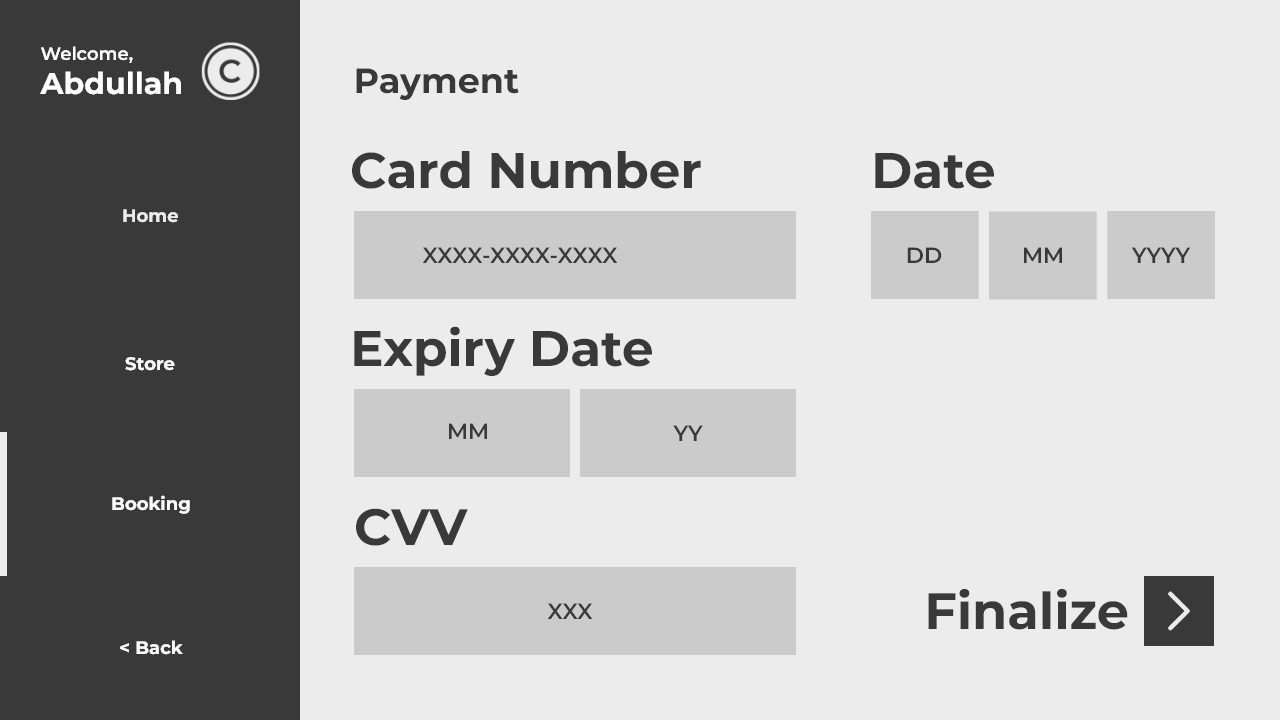 Welcome,
Abdullah
C
Home
Store
Booking
< Back
Payment
Card Number
XXXX-XXXX-XXXX
Date
DD
MM
YYYY
Expiry Date
MM
YY
CVV
XXX
Finalize